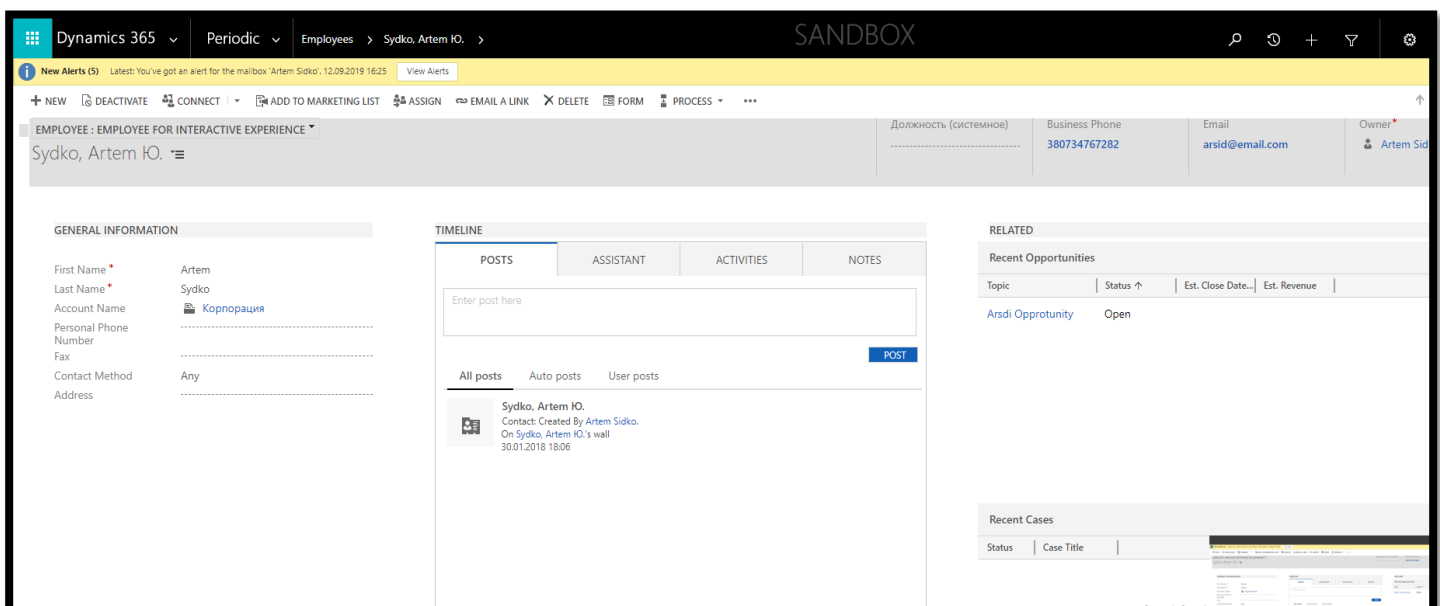 Dynamics 365 Periodic Employees > Sydko, Artem Ю. > SANDBOX
New Alerts (5) Latest: You've got an alert for the mailbox 'Artem Sidko'. 12.09.2019 16:25 View Alerts
+ NEW DEACTIVATE CONNECT ADD TO MARKETING LIST ASSIGN EMAIL A LINK DELETE FORM PROCESS ...
EMPLOYEE : EMPLOYEE FOR INTERACTIVE EXPERIENCE
Sydko, Artem Ю.
Должность (системное) Business Phone Email Owner*
380734767282 arsid@email.com Artem Sid
GENERAL INFORMATION
First Name * Artem
Last Name * Sydko
Account Name Корпорация
Personal Phone
Number
Fax
Contact Method Any
Address
TIMELINE
POSTS ASSISTANT ACTIVITIES NOTES
Enter post here
POST
All posts Auto posts User posts
Sydko, Artem Ю.
Contact: Created By Artem Sidko.
On Sydko, Artem Ю.'s wall
30.01.2018 18:06
RELATED
Recent Opportunities
Topic Status ↑ Est. Close Date... Est. Revenue
Arsdi Opprotunity Open
Recent Cases
Status Case Title